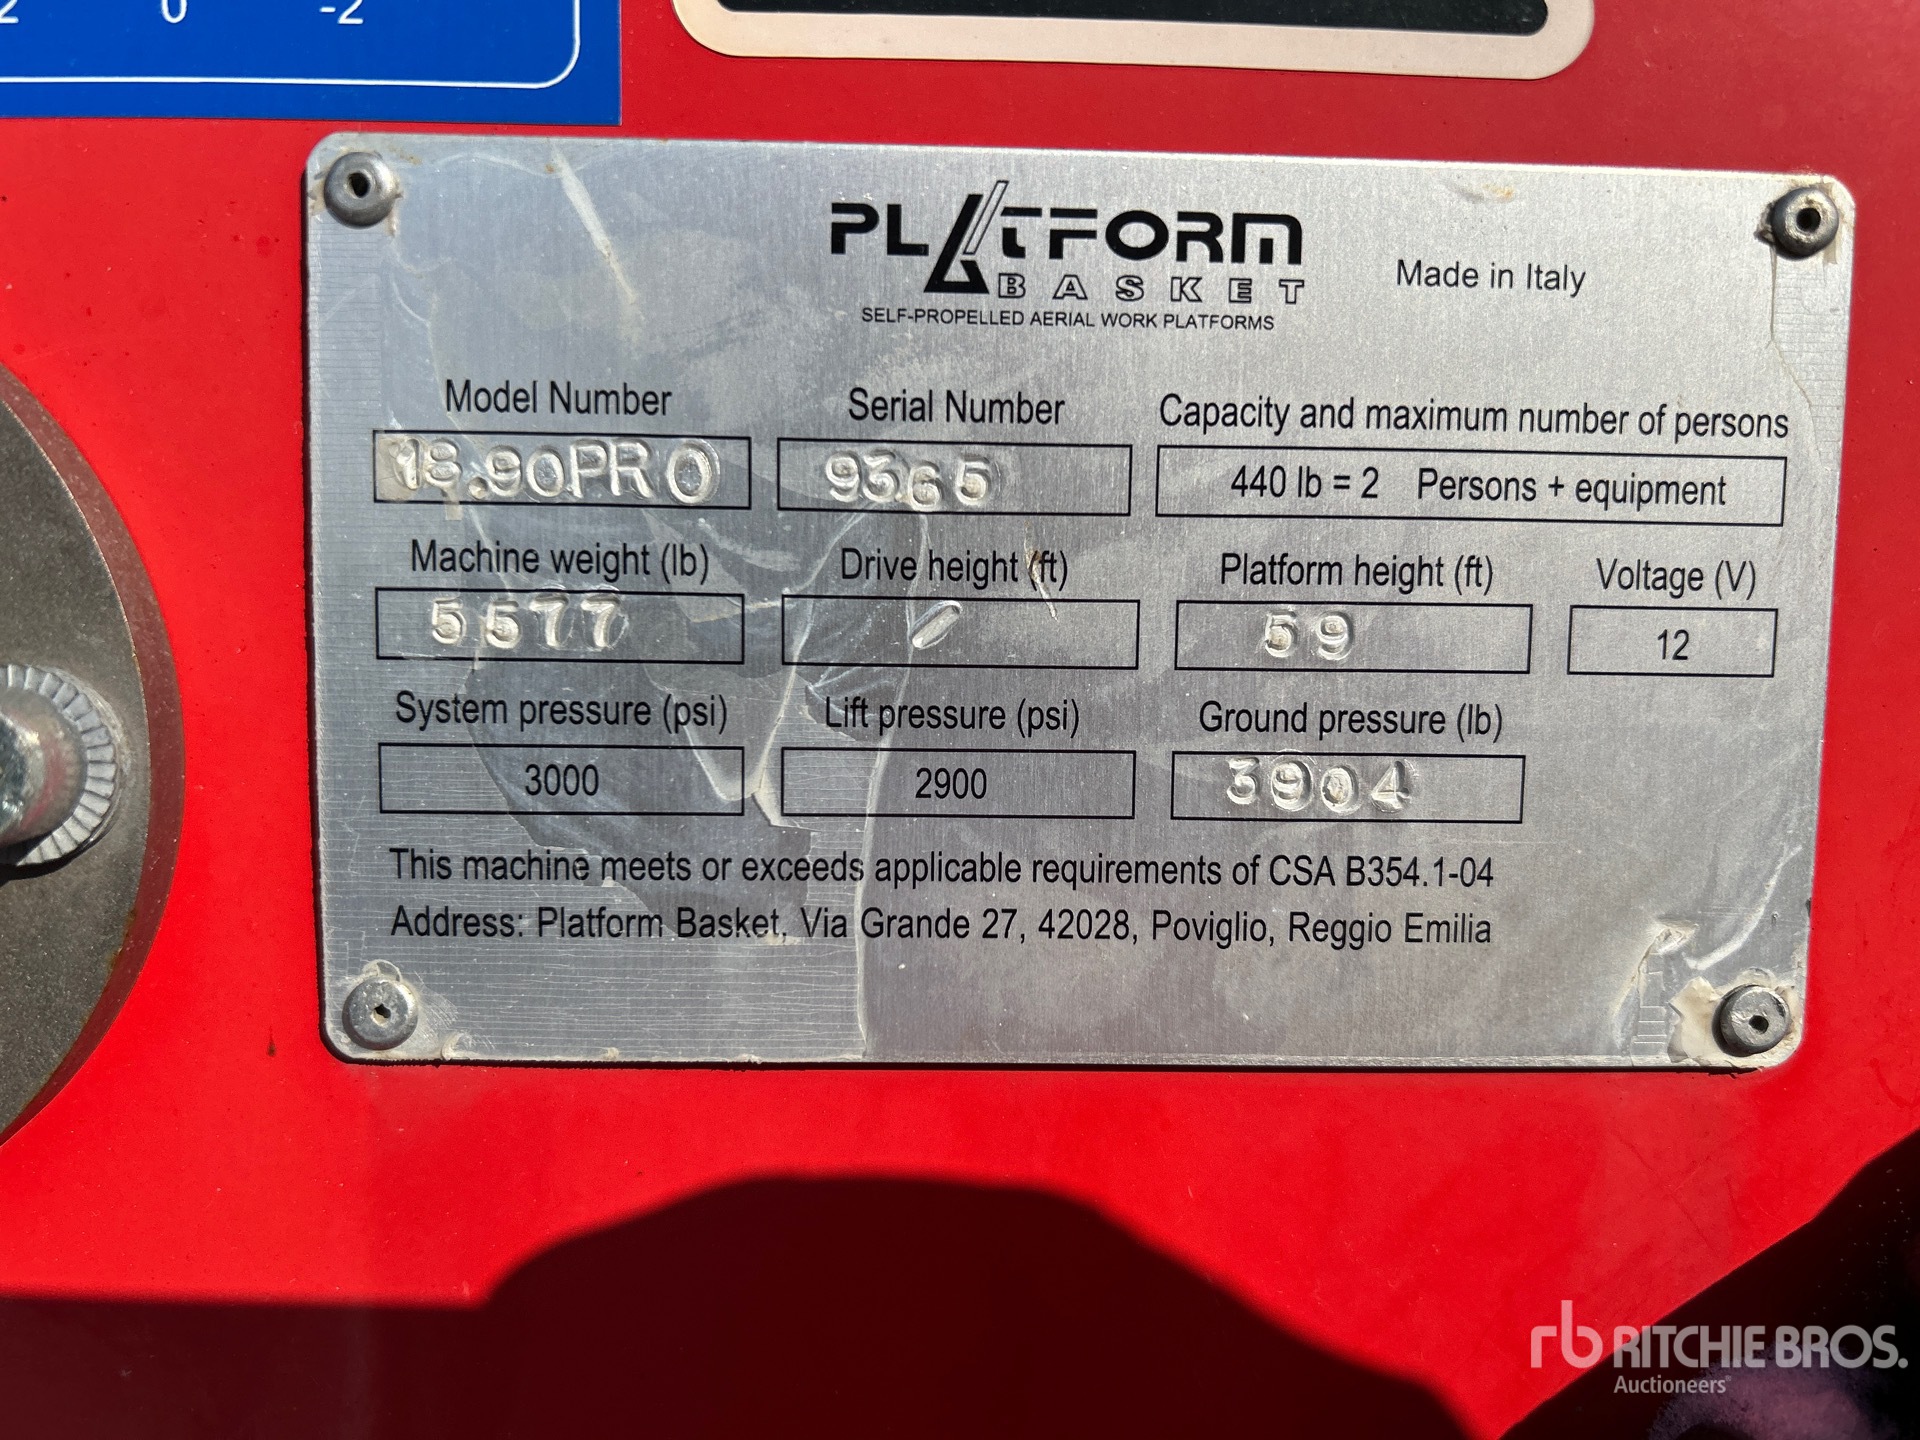 2 0 -2
PLATFORM
BASKET
SELF-PROPELLED AERIAL WORK PLATFORMS
Made in Italy
Model Number Serial Number Capacity and maximum number of persons
18.90PRO 9365 440 lb = 2 Persons + equipment
Machine weight (lb) Drive height (ft) Platform height (ft) Voltage (V)
5577 / 59 12
System pressure (psi) Lift pressure (psi) Ground pressure (lb)
3000 2900 3904
This machine meets or exceeds applicable requirements of CSA B354.1-04
Address: Platform Basket, Via Grande 27, 42028, Poviglio, Reggio Emilia
rb RITCHIE BROS.
Auctioneers